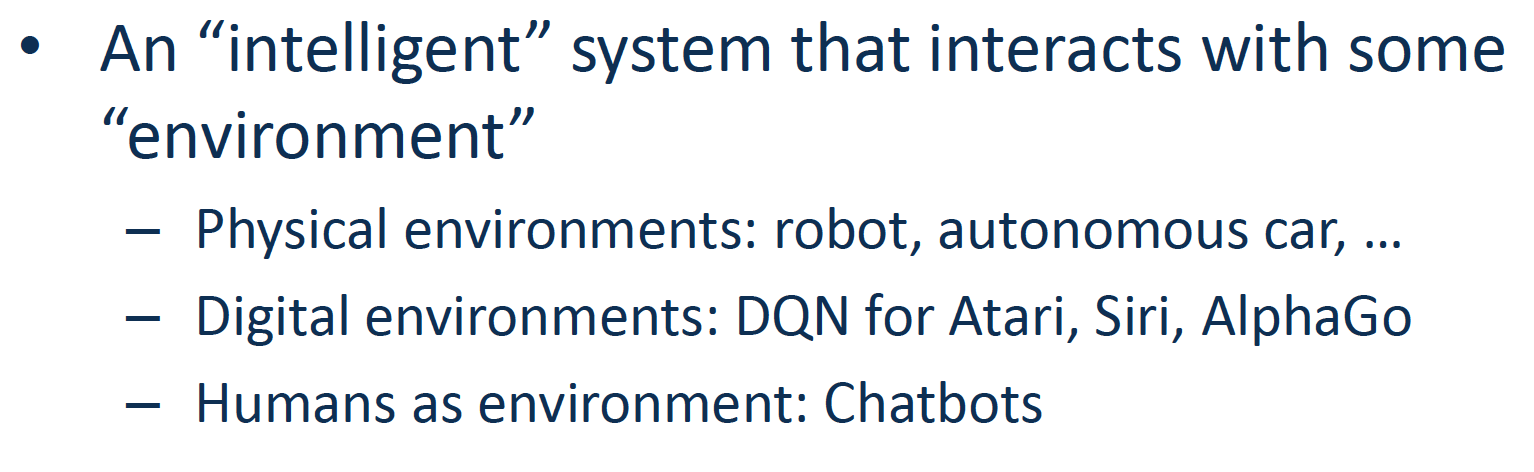 • An “intelligent” system that interacts with some
“environment”
– Physical environments: robot, autonomous car, …
– Digital environments: DQN for Atari, Siri, AlphaGo
– Humans as environment: Chatbots